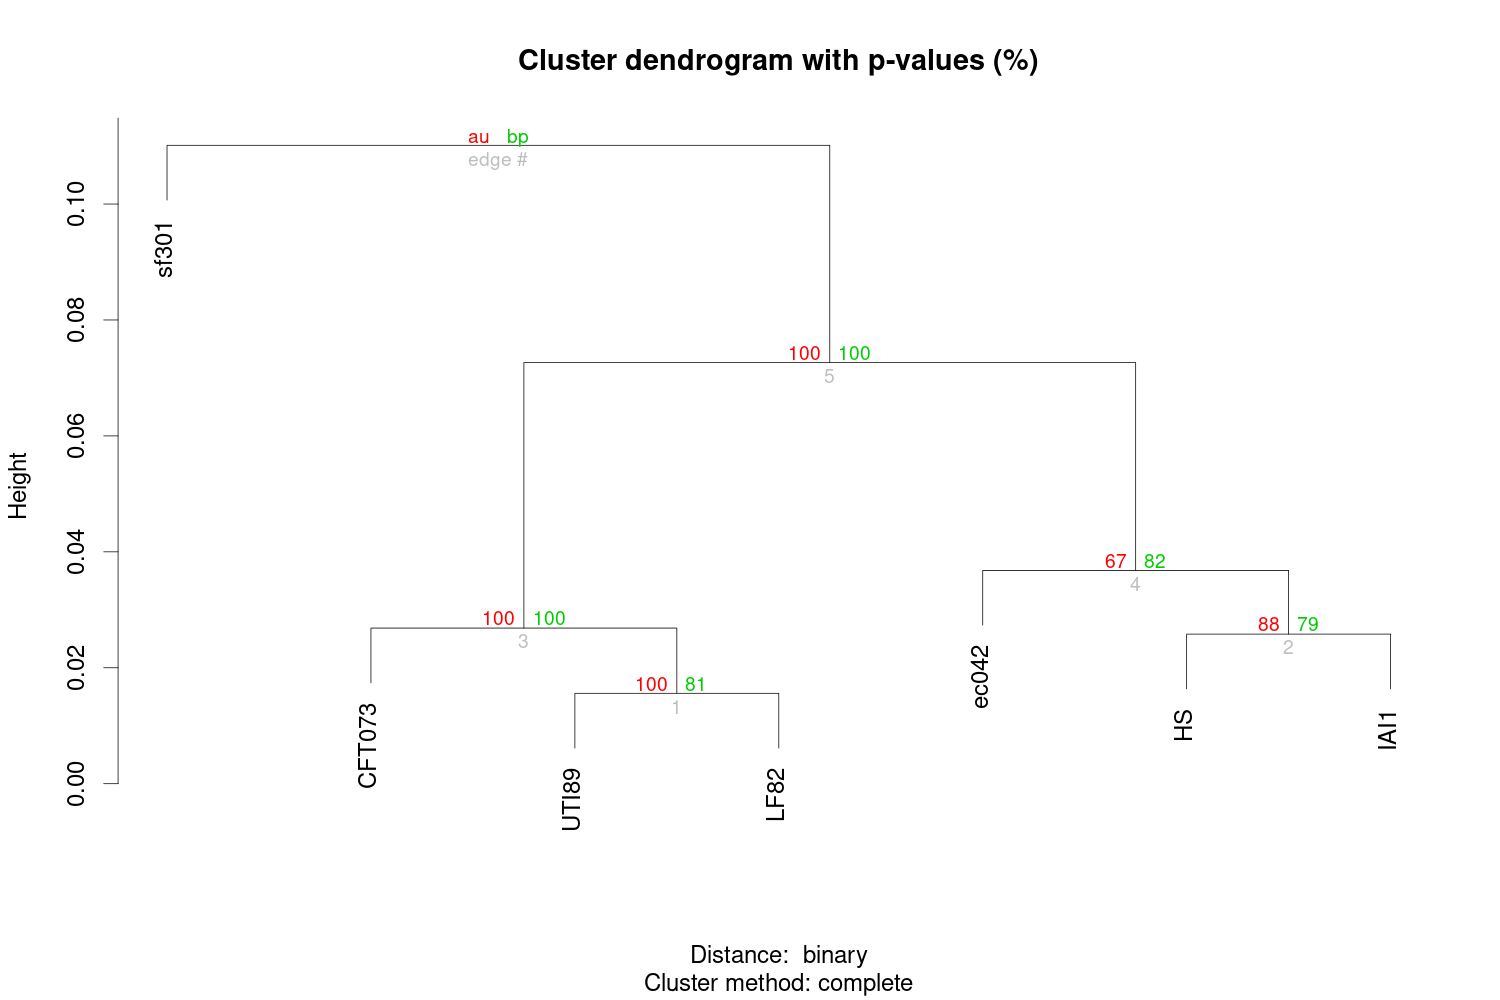 Cluster dendrogram with p-values (%)
au bp
edge #
0.10
sf301
0.08
100 100
5
0.06
Height
0.04
67 82
4
100 100
3
88 79
2
0.02
100 81
1
ec042
CFT073
HS
IAI1
0.00
UTI89
LF82
Distance: binary
Cluster method: complete